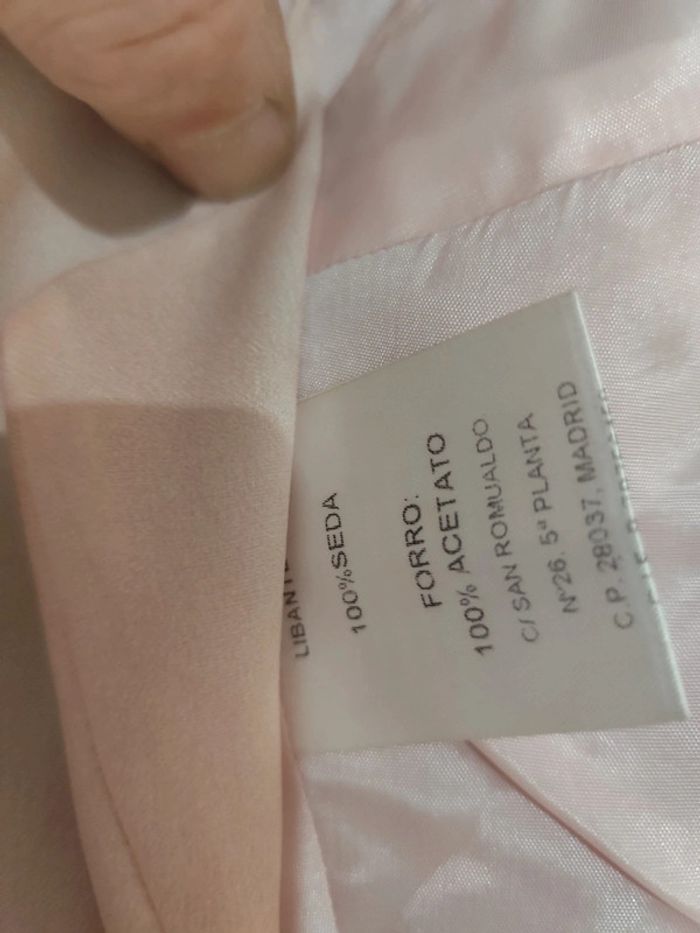 100%SEDA
FORRO:
100% ACETATO
C/ SAN ROMUALDO
Nº26. 5ª PLANTA
C.P. 28037. MADRID